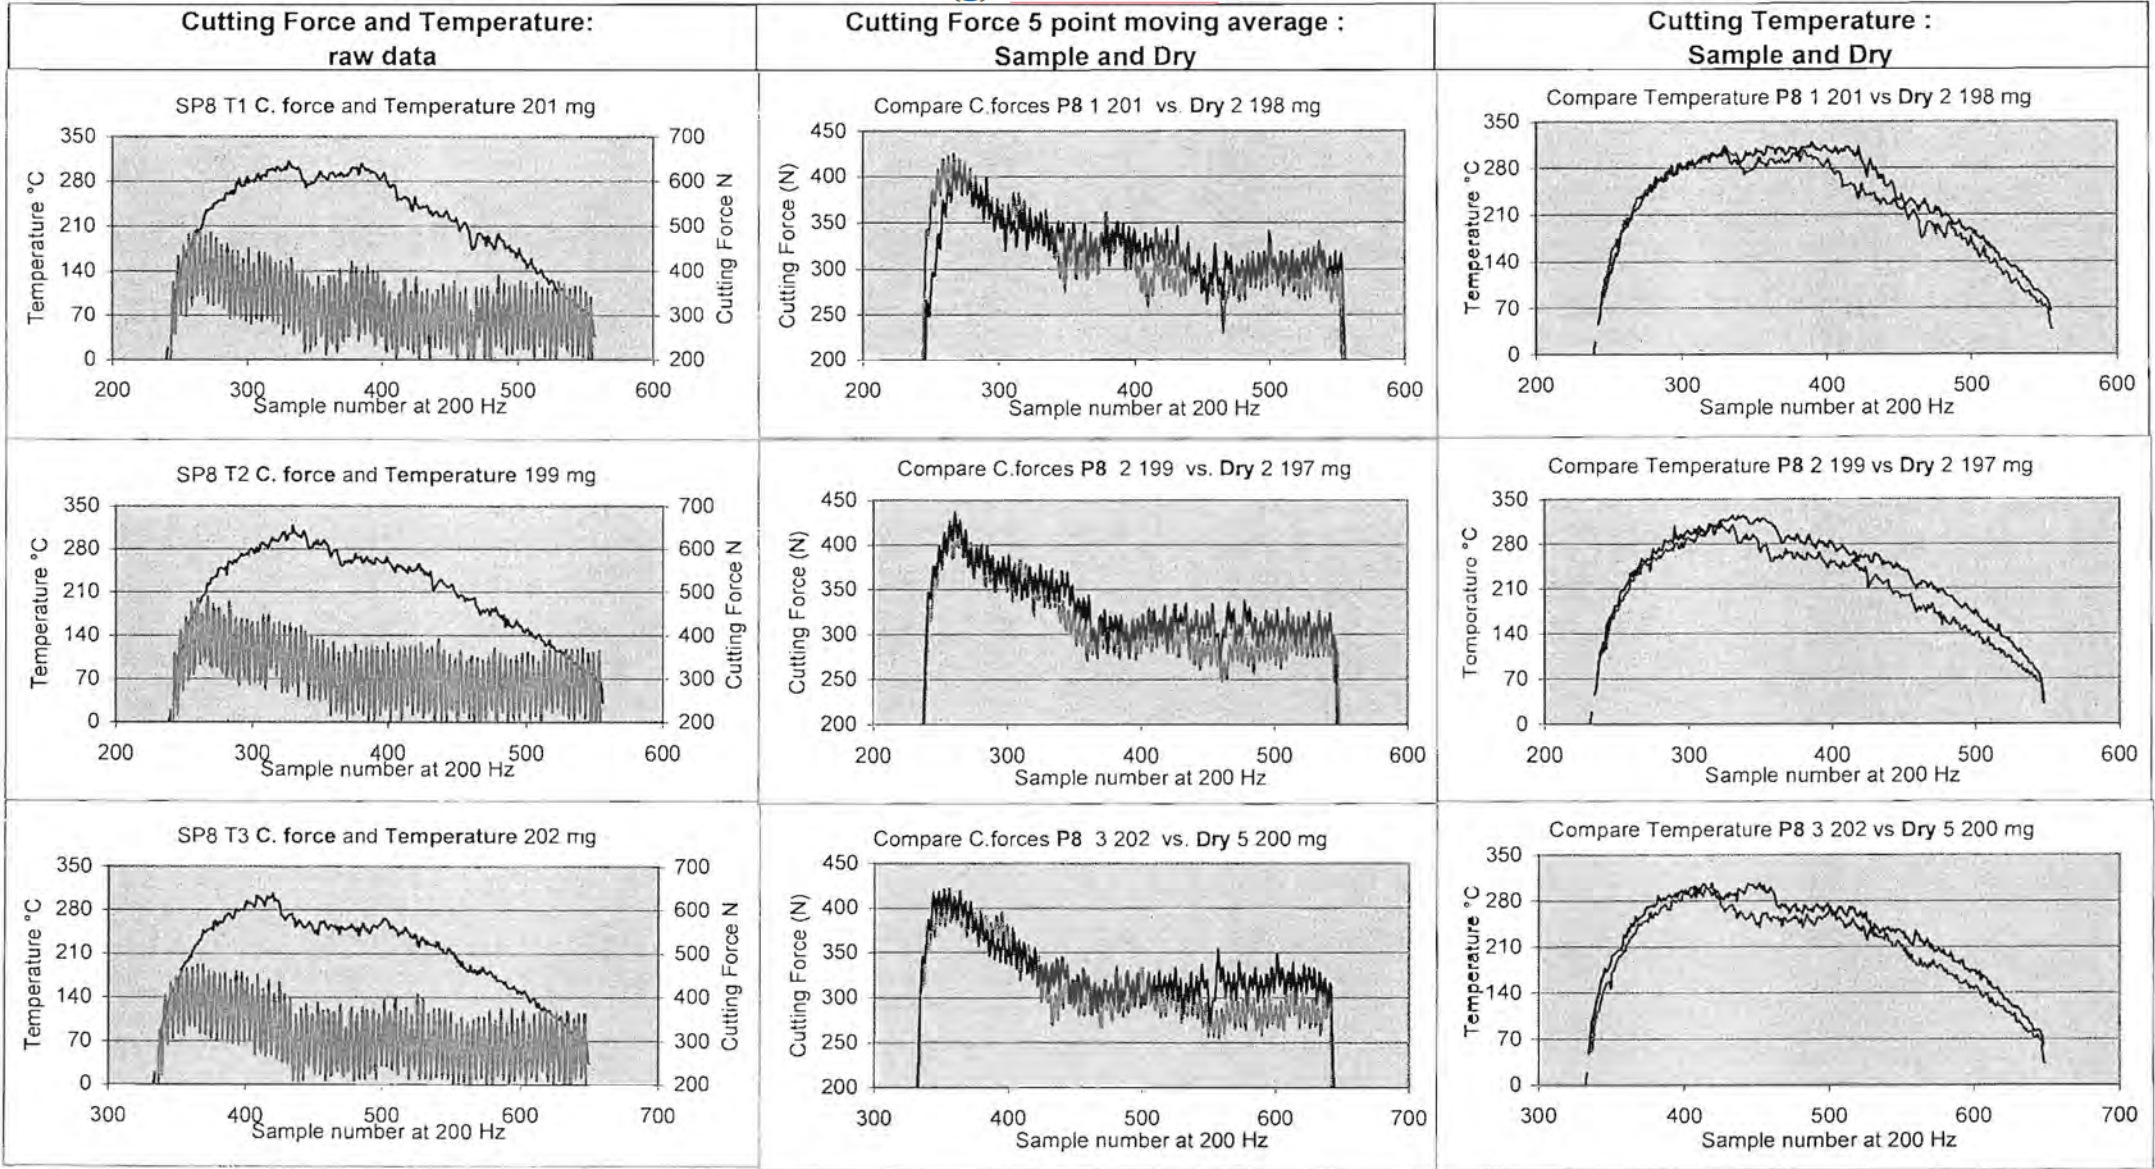 Cutting Force and Temperature:
raw data
Cutting Force 5 point moving average :
Sample and Dry
Cutting Temperature :
Sample and Dry
SP8 T1 C. force and Temperature 201 mg
350
280
210
140
70
0
Temperature °C
700
600
500
400
300
200
Cutting Force N
200 300 400 500 600
Sample number at 200 Hz
Compare C.forces P8 1 201 vs. Dry 2 198 mg
450
400
350
300
250
200
Cutting Force (N)
200 300 400 500 600
Sample number at 200 Hz
Compare Temperature P8 1 201 vs Dry 2 198 mg
350
280
210
140
70
0
Temperature °C
200 300 400 500 600
Sample number at 200 Hz
SP8 T2 C. force and Temperature 199 mg
350
280
210
140
70
0
Temperature °C
700
600
500
400
300
200
Cutting Force N
200 300 400 500 600
Sample number at 200 Hz
Compare C.forces P8 2 199 vs. Dry 2 197 mg
450
400
350
300
250
200
Cutting Force (N)
200 300 400 500 600
Sample number at 200 Hz
Compare Temperature P8 2 199 vs Dry 2 197 mg
350
280
210
140
70
0
Temperature °C
200 300 400 500 600
Sample number at 200 Hz
SP8 T3 C. force and Temperature 202 mg
350
280
210
140
70
0
Temperature °C
700
600
500
400
300
200
Cutting Force N
300 400 500 600 700
Sample number at 200 Hz
Compare C.forces P8 3 202 vs. Dry 5 200 mg
450
400
350
300
250
200
Cutting Force (N)
300 400 500 600 700
Sample number at 200 Hz
Compare Temperature P8 3 202 vs Dry 5 200 mg
350
280
210
140
70
0
Temperature °C
300 400 500 600 700
Sample number at 200 Hz